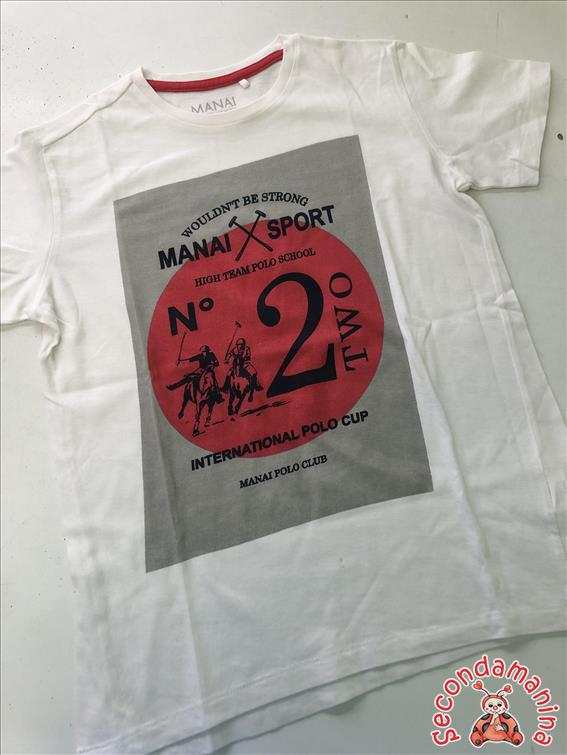 MANAI
WOULDN'T BE STRONG
MANAI SPORT
HIGH TEAM POLO SCHOOL
Nº 2 TWO
INTERNATIONAL POLO CUP
MANAI POLO CLUB
secondamanina